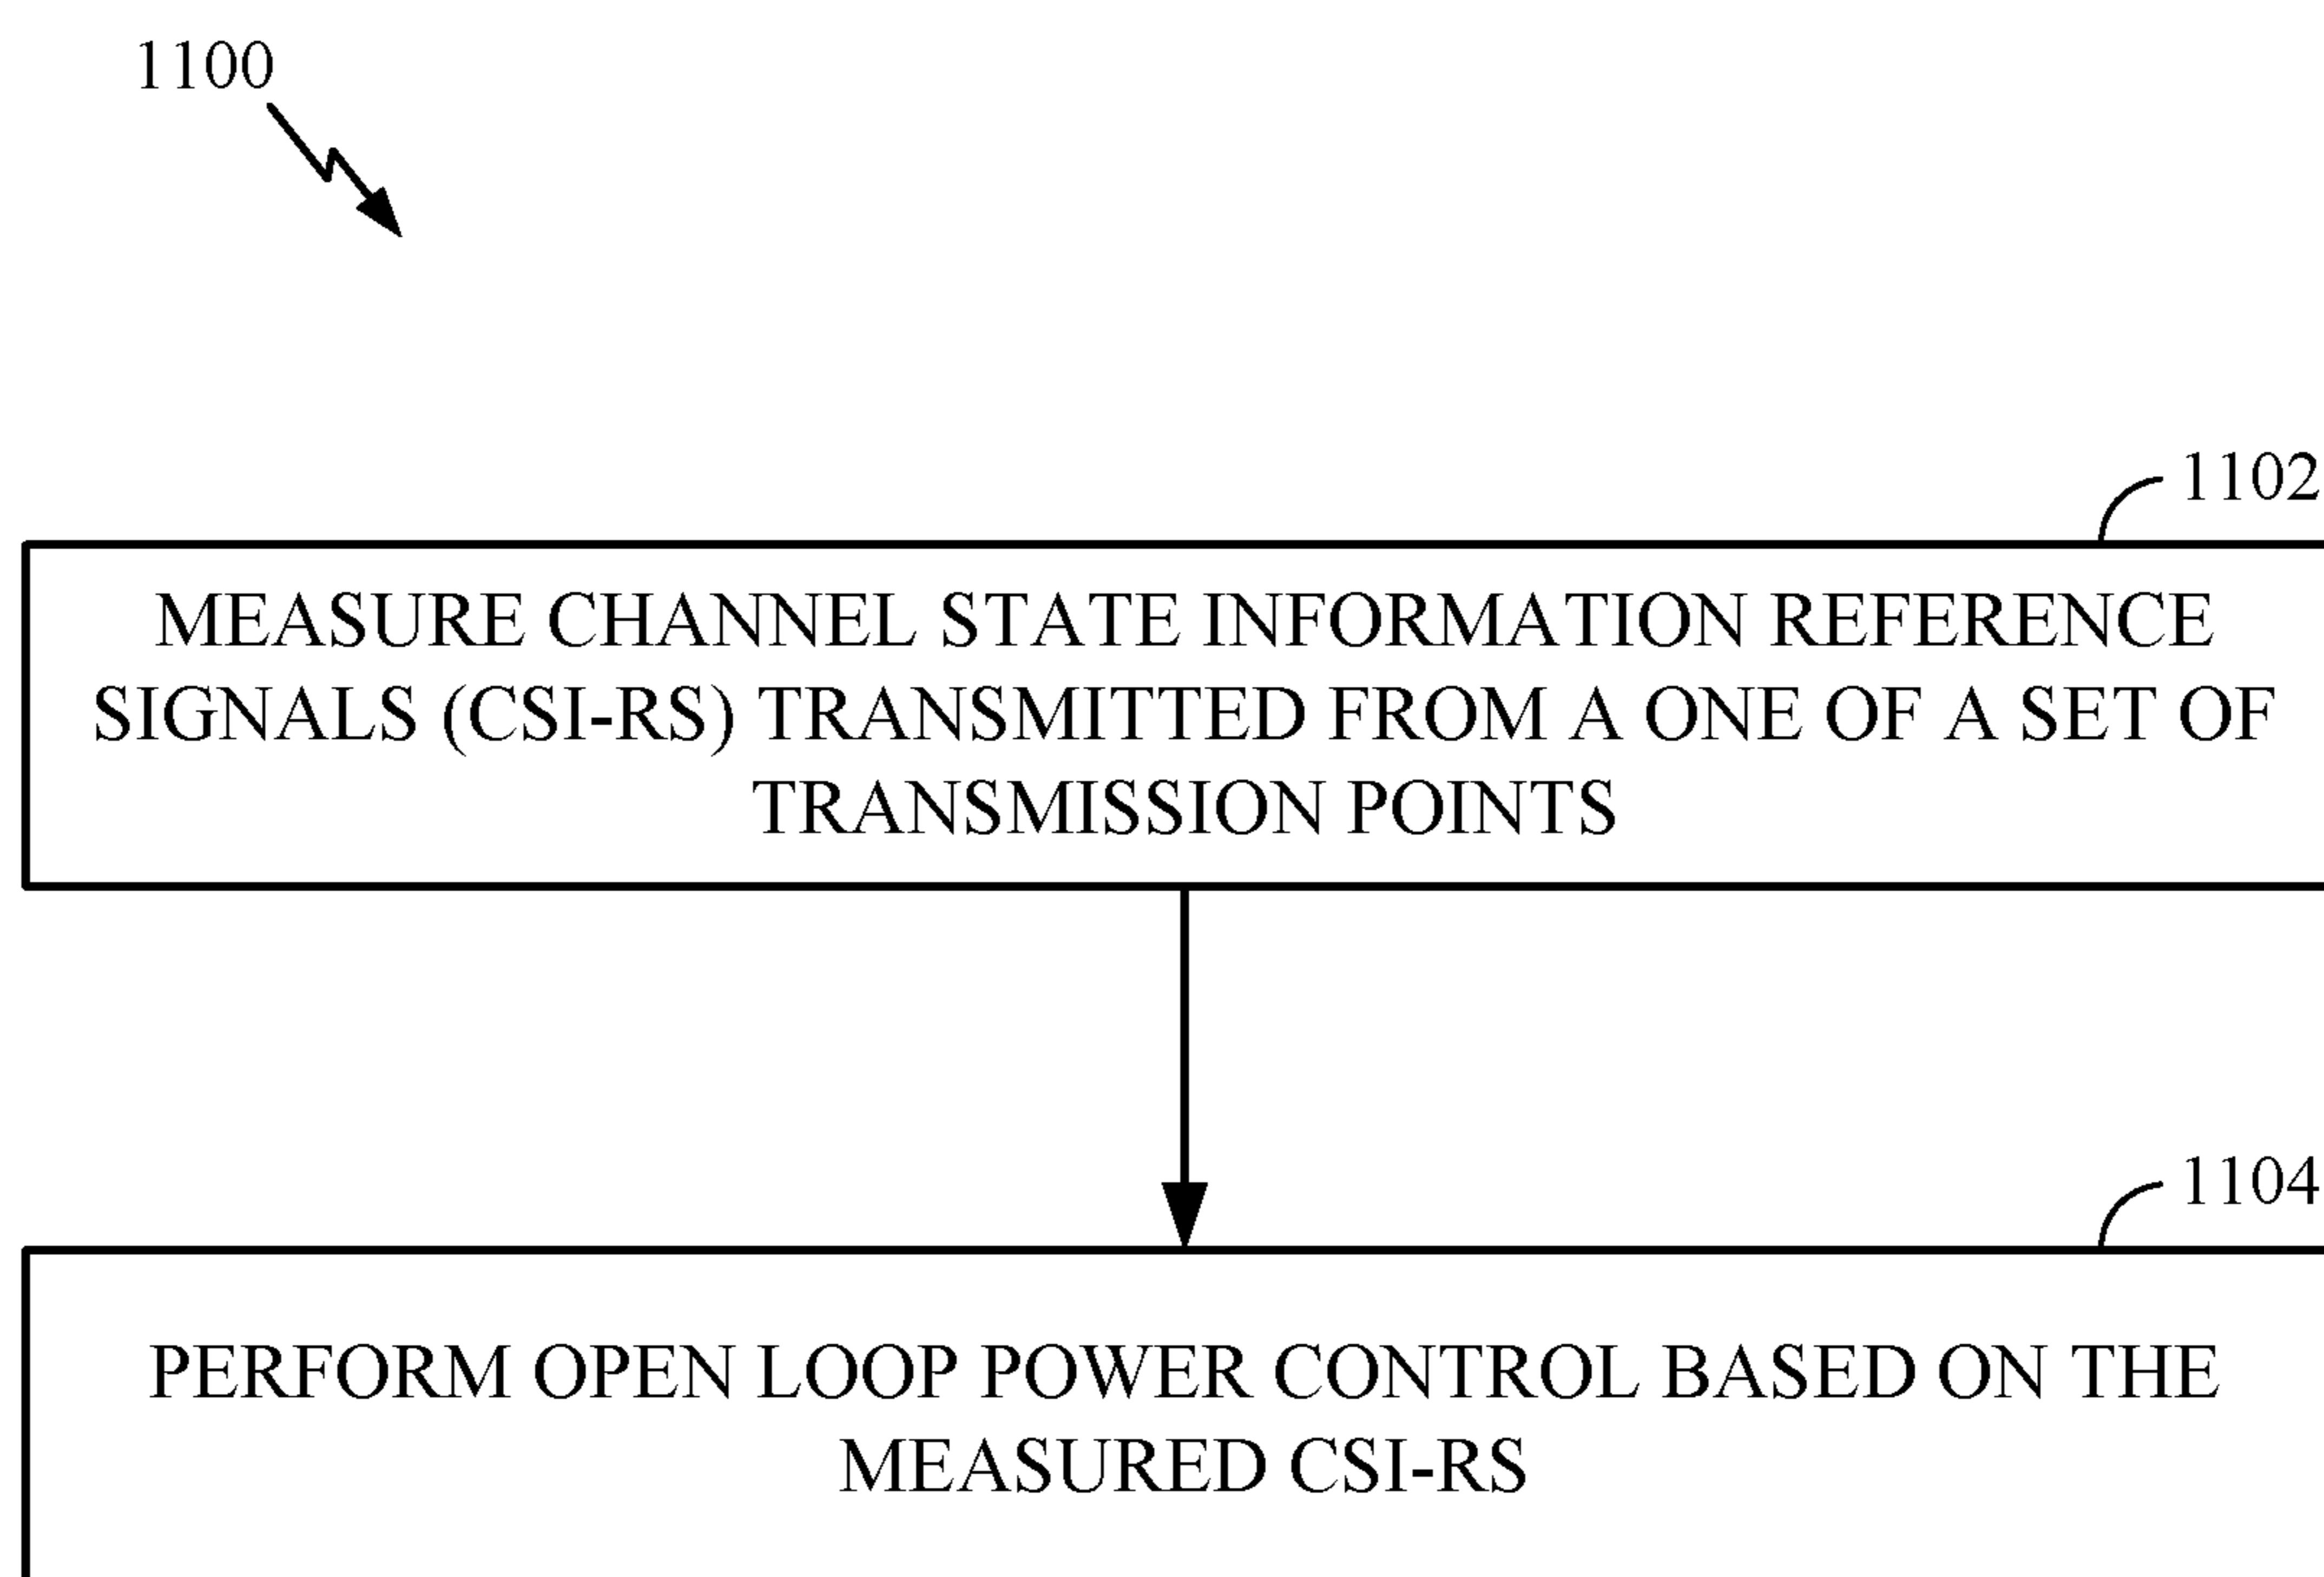 1100
1102
MEASURE CHANNEL STATE INFORMATION REFERENCE
SIGNALS (CSI-RS) TRANSMITTED FROM A ONE OF A SET OF
TRANSMISSION POINTS
1104
PERFORM OPEN LOOP POWER CONTROL BASED ON THE
MEASURED CSI-RS